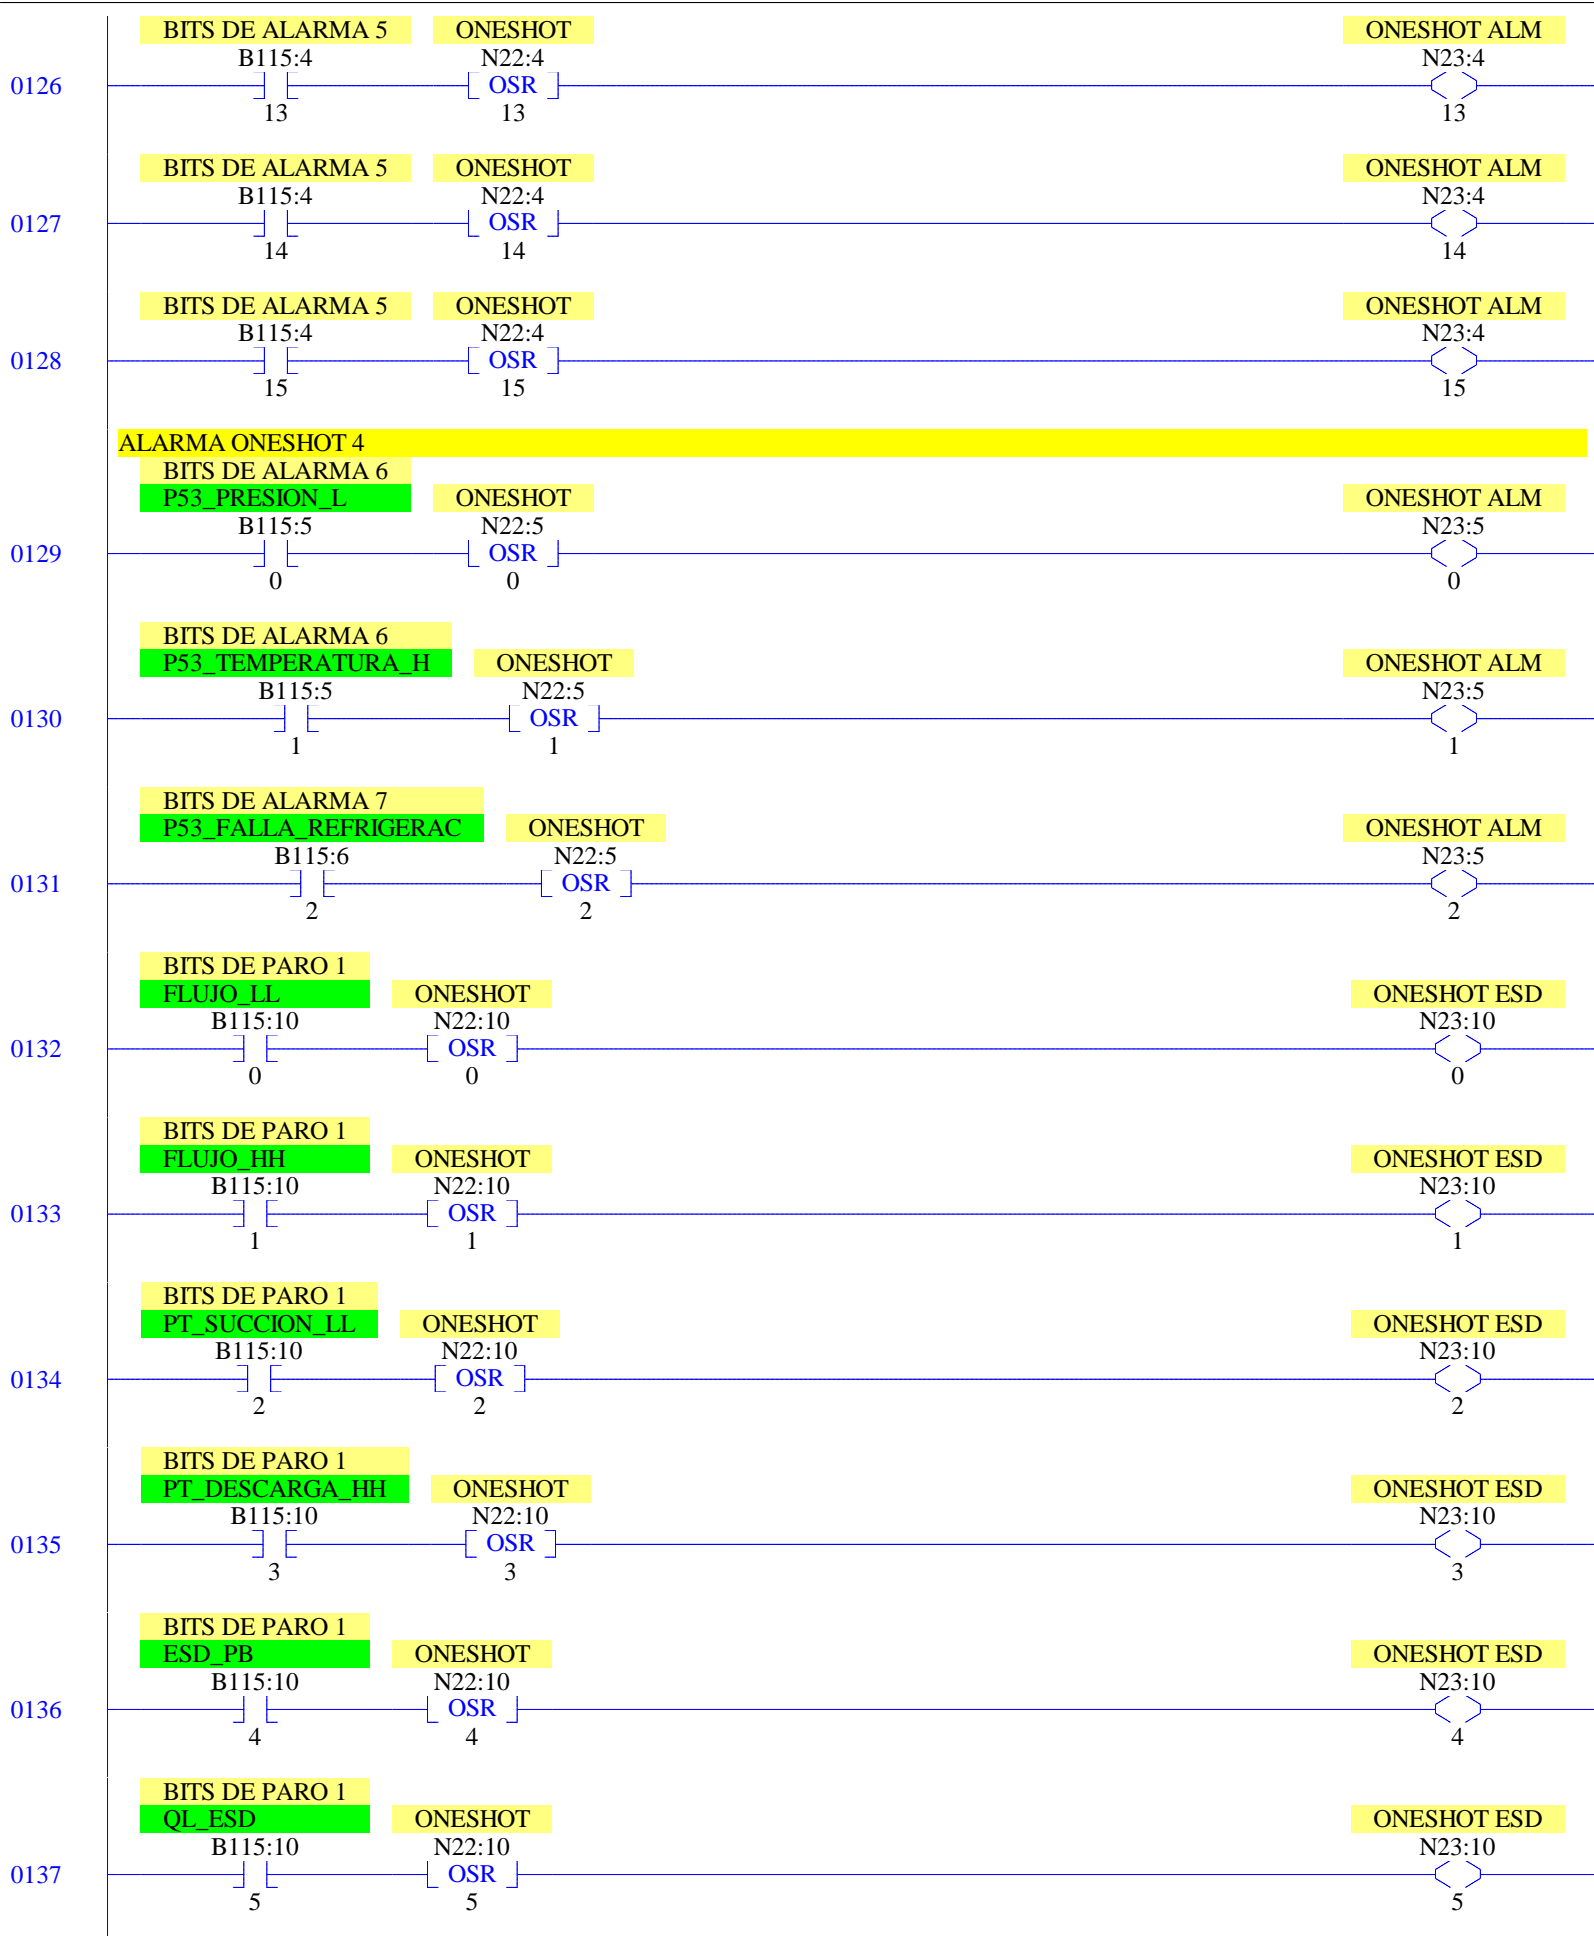 BITS DE ALARMA 5 ONESHOT ONESHOT ALM
B115:4 N22:4 N23:4
0126 OSR
13 13 13
BITS DE ALARMA 5 ONESHOT ONESHOT ALM
B115:4 N22:4 N23:4
0127 OSR
14 14 14
BITS DE ALARMA 5 ONESHOT ONESHOT ALM
B115:4 N22:4 N23:4
0128 OSR
15 15 15
ALARMA ONESHOT 4
BITS DE ALARMA 6
P53_PRESION_L ONESHOT ONESHOT ALM
B115:5 N22:5 N23:5
0129 OSR
0 0 0
BITS DE ALARMA 6
P53_TEMPERATURA_H ONESHOT ONESHOT ALM
B115:5 N22:5 N23:5
0130 OSR
1 1 1
BITS DE ALARMA 7
P53_FALLA_REFRIGERAC ONESHOT ONESHOT ALM
B115:6 N22:5 N23:5
0131 OSR
2 2 2
BITS DE PARO 1
FLUJO_LL ONESHOT ONESHOT ESD
B115:10 N22:10 N23:10
0132 OSR
0 0 0
BITS DE PARO 1
FLUJO_HH ONESHOT ONESHOT ESD
B115:10 N22:10 N23:10
0133 OSR
1 1 1
BITS DE PARO 1
PT_SUCCION_LL ONESHOT ONESHOT ESD
B115:10 N22:10 N23:10
0134 OSR
2 2 2
BITS DE PARO 1
PT_DESCARGA_HH ONESHOT ONESHOT ESD
B115:10 N22:10 N23:10
0135 OSR
3 3 3
BITS DE PARO 1
ESD_PB ONESHOT ONESHOT ESD
B115:10 N22:10 N23:10
0136 OSR
4 4 4
BITS DE PARO 1
QL_ESD ONESHOT ONESHOT ESD
B115:10 N22:10 N23:10
0137 OSR
5 5 5